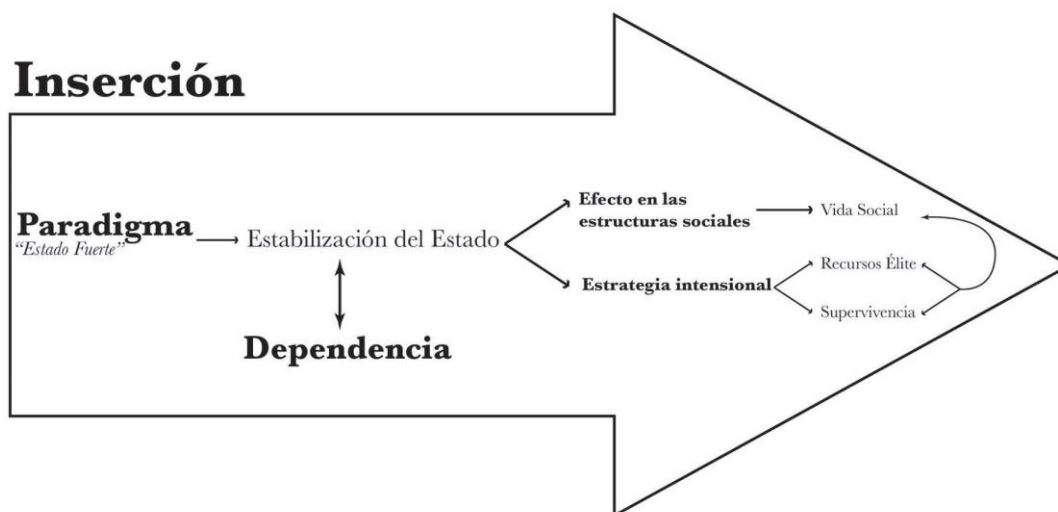 Inserción
Paradigma
“Estado Fuerte”
Estabilización del Estado
Dependencia
Efecto en las
estructuras sociales
Vida Social
Estrategia intensional
Recursos Élite
Supervivencia